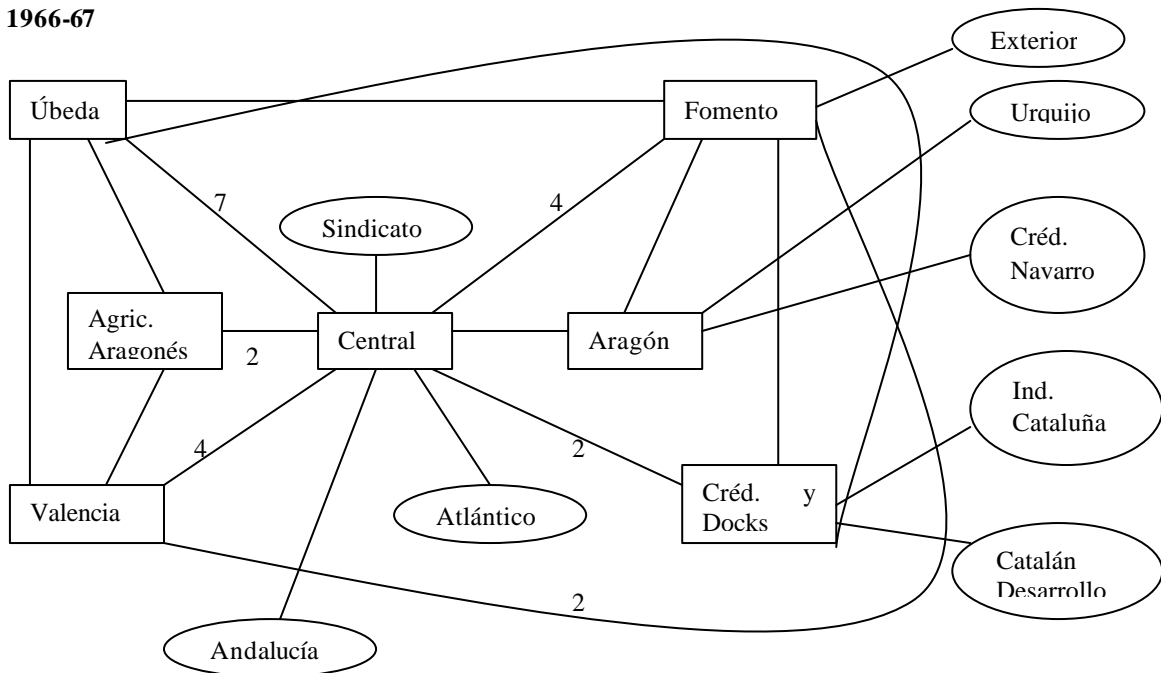 1966-67
Exterior
Úbeda
Fomento
Urquijo
7
4
Sindicato
Créd.
Navarro
Agric.
Aragonés
2
Central
Aragón
Ind.
Cataluña
4
2
Valencia
Atlántico
Créd. y
Docks
Catalán
Desarrollo
2
Andalucía